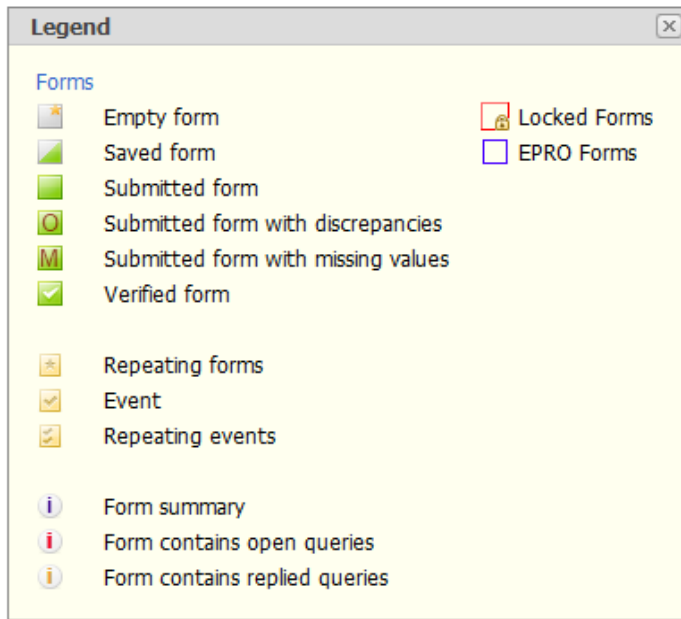 Legend
Forms
Empty form
Locked Forms
Saved form
EPRO Forms
Submitted form
O Submitted form with discrepancies
M Submitted form with missing values
Verified form
Repeating forms
Event
Repeating events
i Form summary
i Form contains open queries
i Form contains replied queries